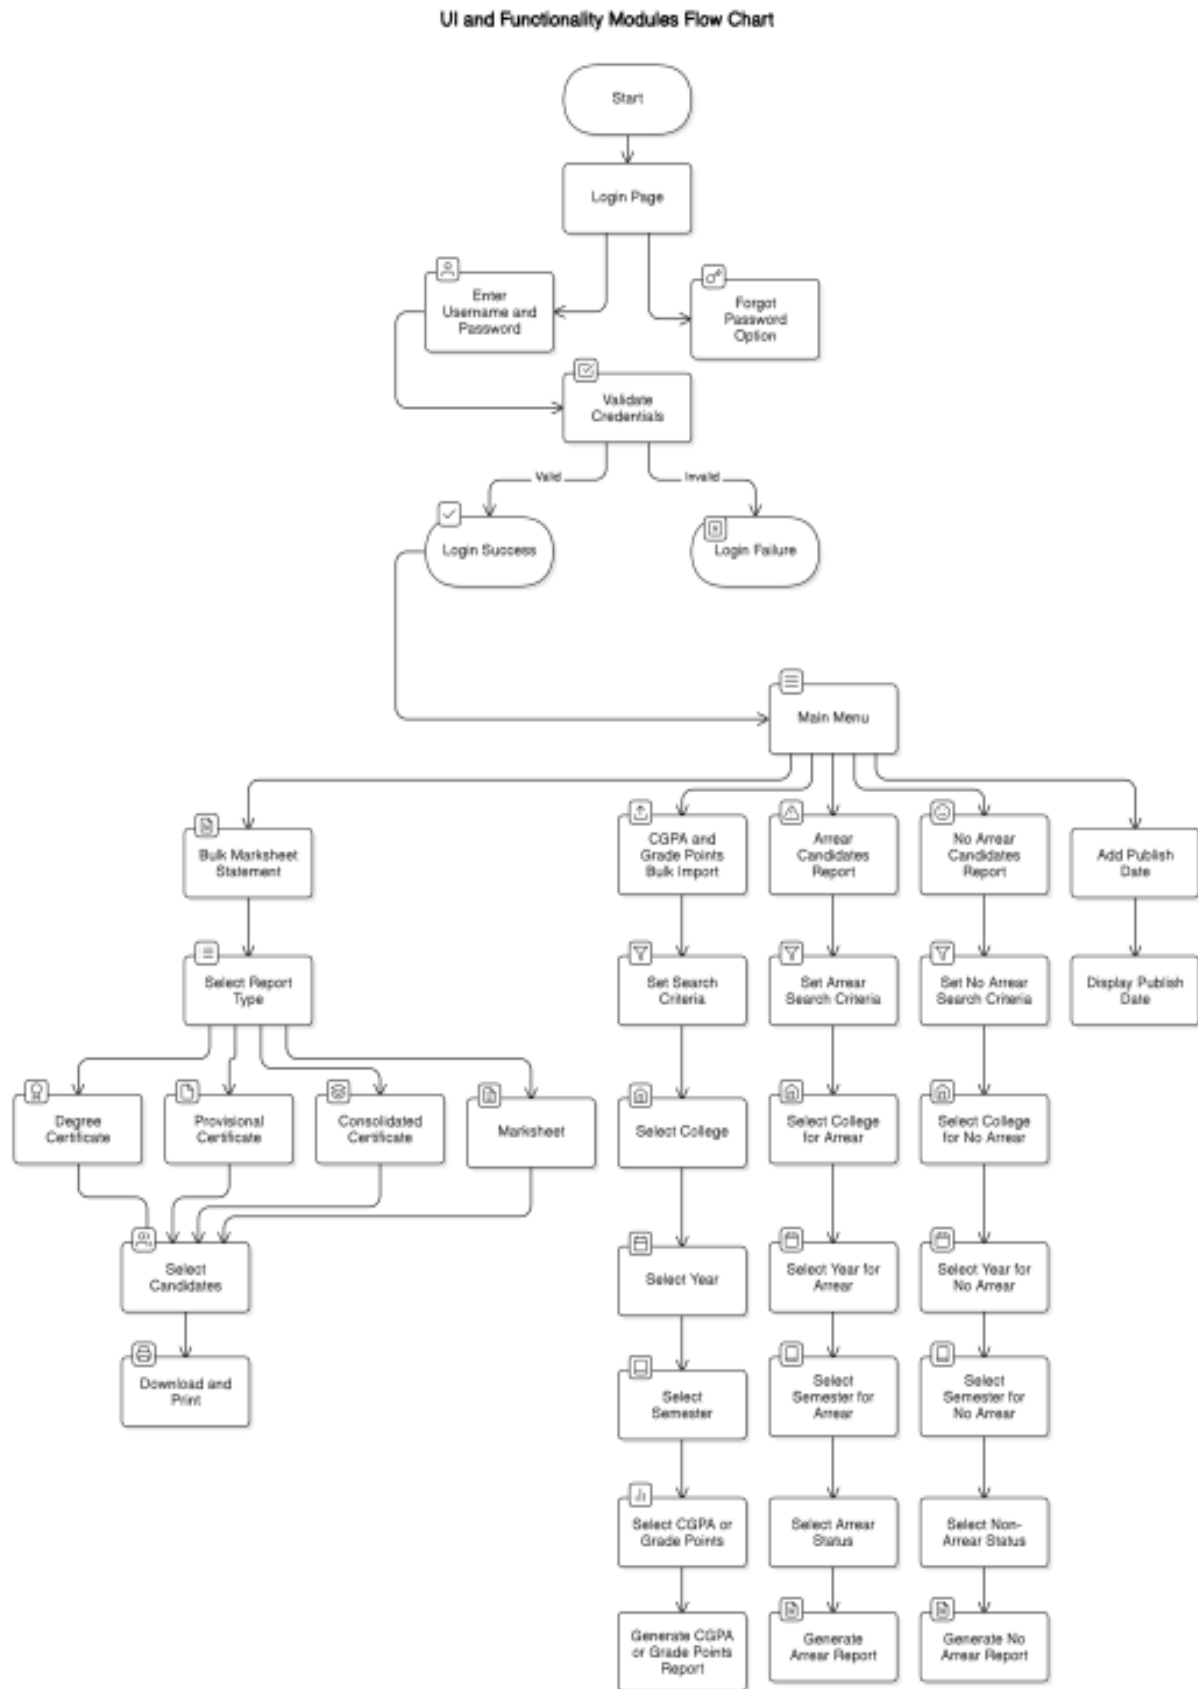 UI and Functionality Modules Flow Chart
Start
Login Page
Enter
Username and
Password
Forgot
Password
Option
Validate
Credentials
Valid
Invalid
Login Success
Login Failure
Main Menu
Bulk Marksheet
Statement
CGPA and
Grade Points
Bulk Import
Arrear
Candidates
Report
No Arrear
Candidates
Report
Add Publish
Date
Select Report
Type
Set Search
Criteria
Set Arrear
Search Criteria
Set No Arrear
Search Criteria
Display Publish
Date
Degree
Certificate
Provisional
Certificate
Consolidated
Certificate
Marksheet
Select College
Select College
for Arrear
Select College
for No Arrear
Select
Candidates
Select Year
Select Year for
Arrear
Select Year for
No Arrear
Download and
Print
Select
Semester
Select
Semester for
Arrear
Select
Semester for
No Arrear
Select CGPA or
Grade Points
Select Arrear
Status
Select Non-
Arrear Status
Generate CGPA
or Grade Points
Report
Generate
Arrear Report
Generate No
Arrear Report